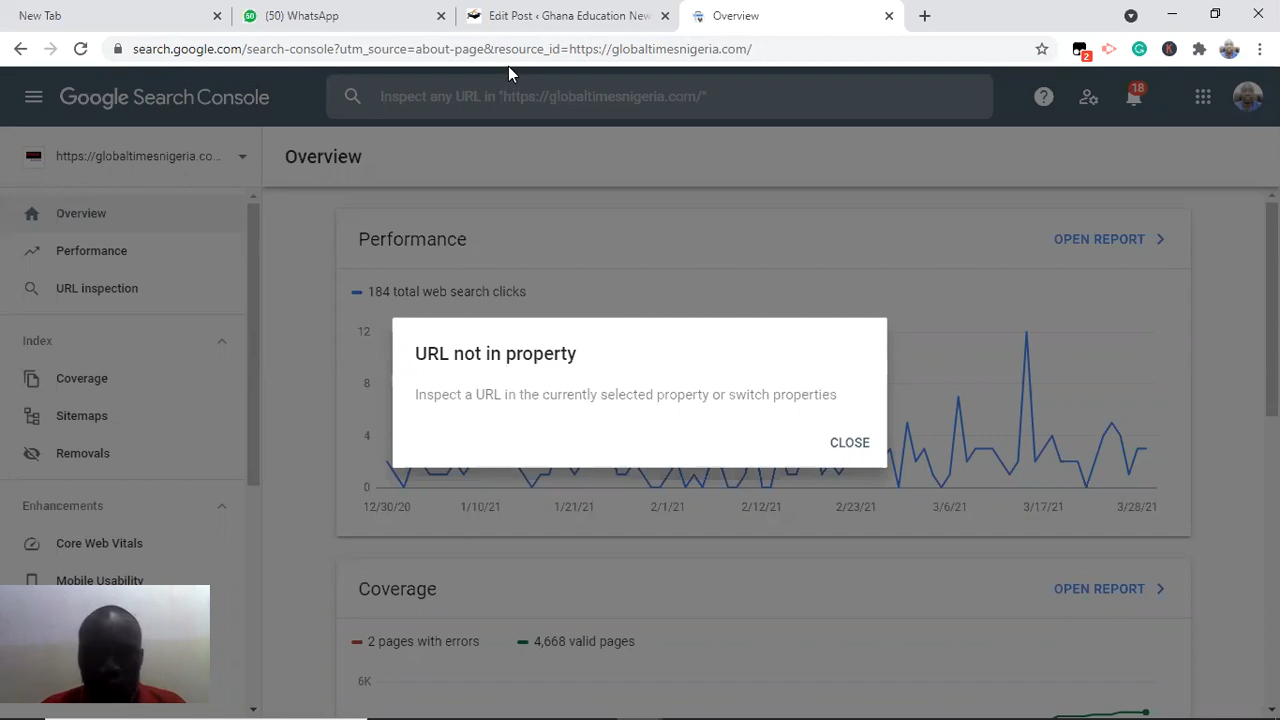 New Tab
(50) WhatsApp
Edit Post ‹ Ghana Education New
Overview
search.google.com/search-console?utm_source=about-page&resource_id=https://globaltimesnigeria.com/
2
K
Google Search Console
Inspect any URL in "https://globaltimesnigeria.com/"
18
https://globaltimesnigeria.co...
Overview
Overview
Performance
URL inspection
Index
Coverage
Sitemaps
Removals
Enhancements
Core Web Vitals
Mobile Usability
Performance
OPEN REPORT
184 total web search clicks
12
8
4
0
12/30/20
1/10/21
1/21/21
2/1/21
2/12/21
2/23/21
3/6/21
3/17/21
3/28/21
URL not in property
Inspect a URL in the currently selected property or switch properties
CLOSE
Coverage
OPEN REPORT
2 pages with errors
4,668 valid pages
6K